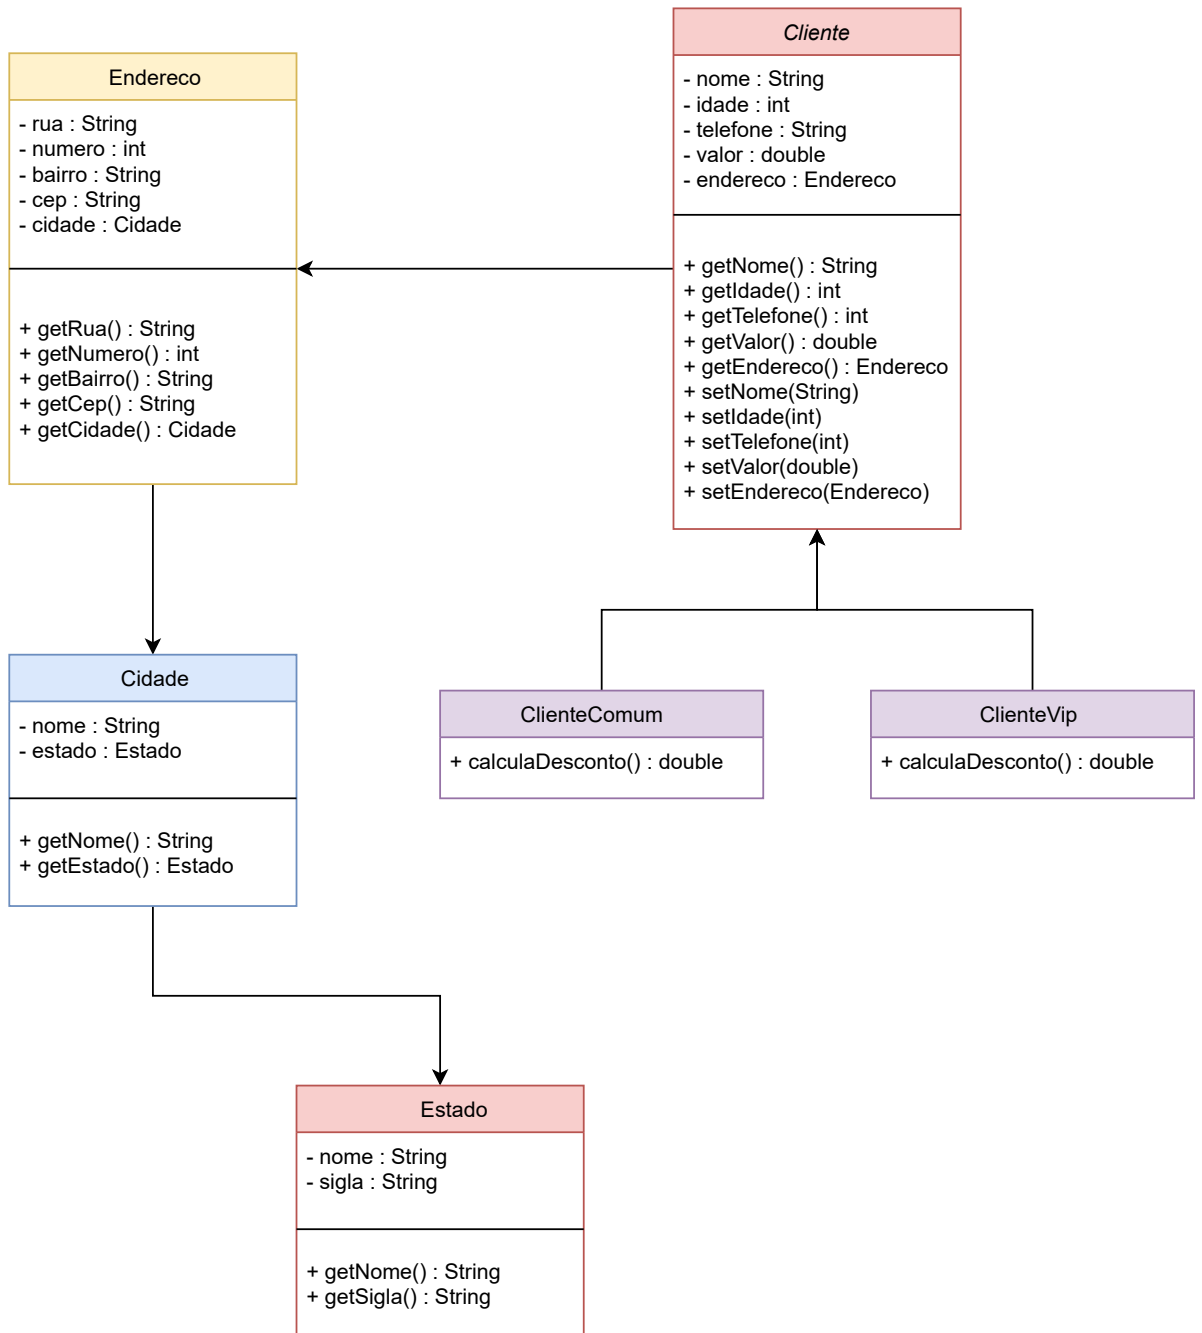 Endereco
- rua : String
- numero : int
- bairro : String
- cep : String
- cidade : Cidade
+ getRua() : String
+ getNumero() : int
+ getBairro() : String
+ getCep() : String
+ getCidade() : Cidade
Cliente
- nome : String
- idade : int
- telefone : String
- valor : double
- endereco : Endereco
+ getNome() : String
+ getIdade() : int
+ getTelefone() : int
+ getValor() : double
+ getEndereco() : Endereco
+ setNome(String)
+ setIdade(int)
+ setTelefone(int)
+ setValor(double)
+ setEndereco(Endereco)
Cidade
- nome : String
- estado : Estado
+ getNome() : String
+ getEstado() : Estado
ClienteComum
+ calculaDesconto() : double
ClienteVip
+ calculaDesconto() : double
Estado
- nome : String
- sigla : String
+ getNome() : String
+ getSigla() : String